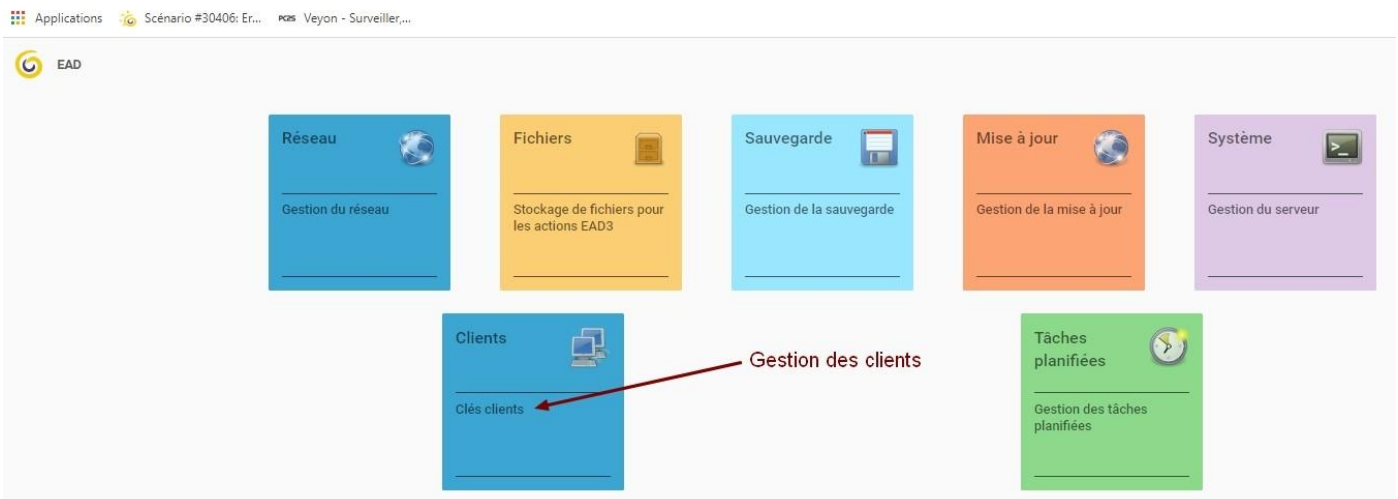 Applications Scénario #30406: Er... PCES Veyon - Surveiller,...
EAD
Réseau
Gestion du réseau
Fichiers
Stockage de fichiers pour
les actions EAD3
Sauvegarde
Gestion de la sauvegarde
Mise à jour
Gestion de la mise à jour
Système
>_
Gestion du serveur
Clients
Clés clients
Gestion des clients
Tâches
planifiées
Gestion des tâches
planifiées